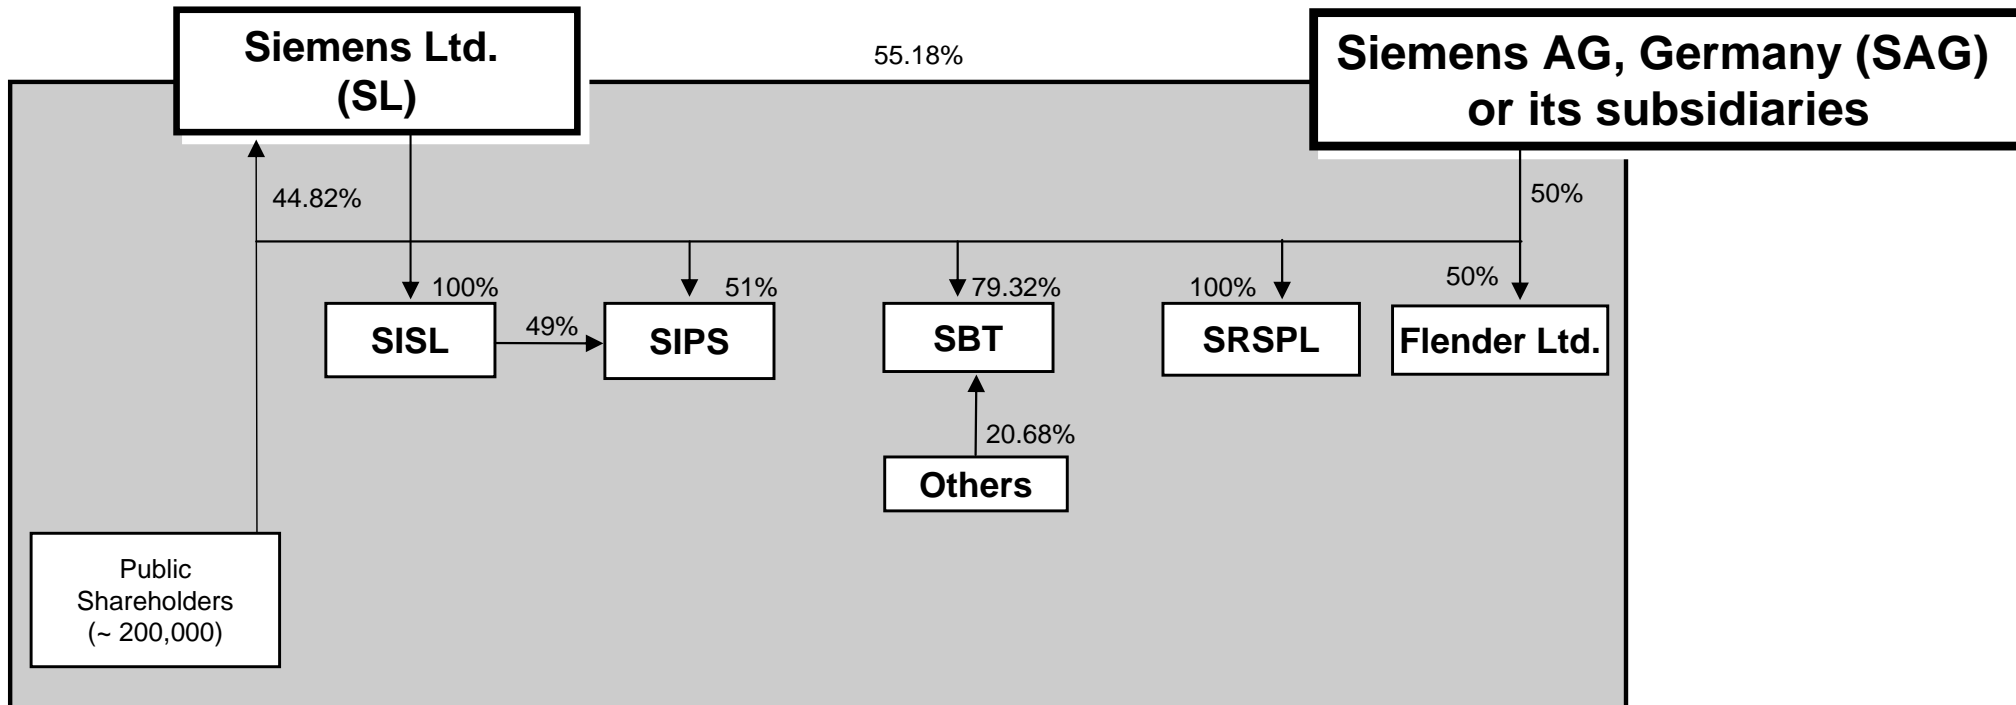 Siemens Ltd.
(SL)
55.18%
Siemens AG, Germany (SAG)
or its subsidiaries
44.82%
50%
100%
51%
79.32%
100%
50%
SISL
49%
SIPS
SBT
SRSPL
Flender Ltd.
20.68%
Others
Public
Shareholders
(~ 200,000)